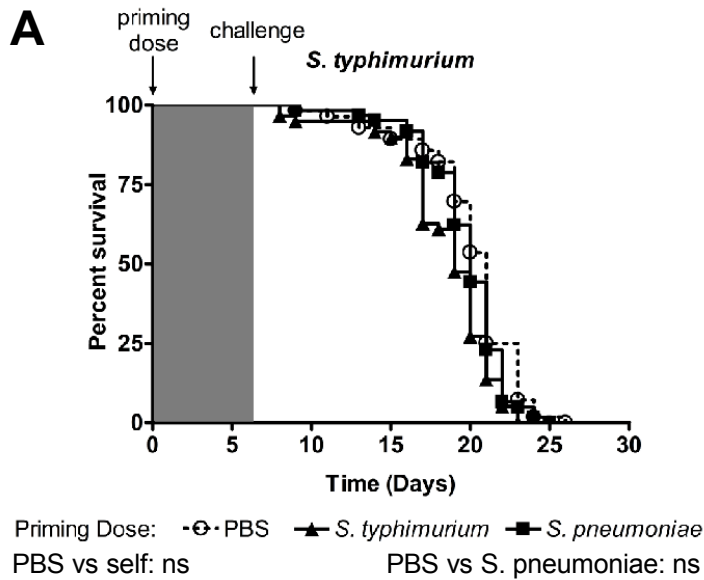 A
priming
dose
challenge
S. typhimurium
100
75
50
25
0
Percent survival
0 5 10 15 20 25 30
Time (Days)
Priming Dose: PBS S. typhimurium S. pneumoniae
PBS vs self: ns PBS vs S. pneumoniae: ns